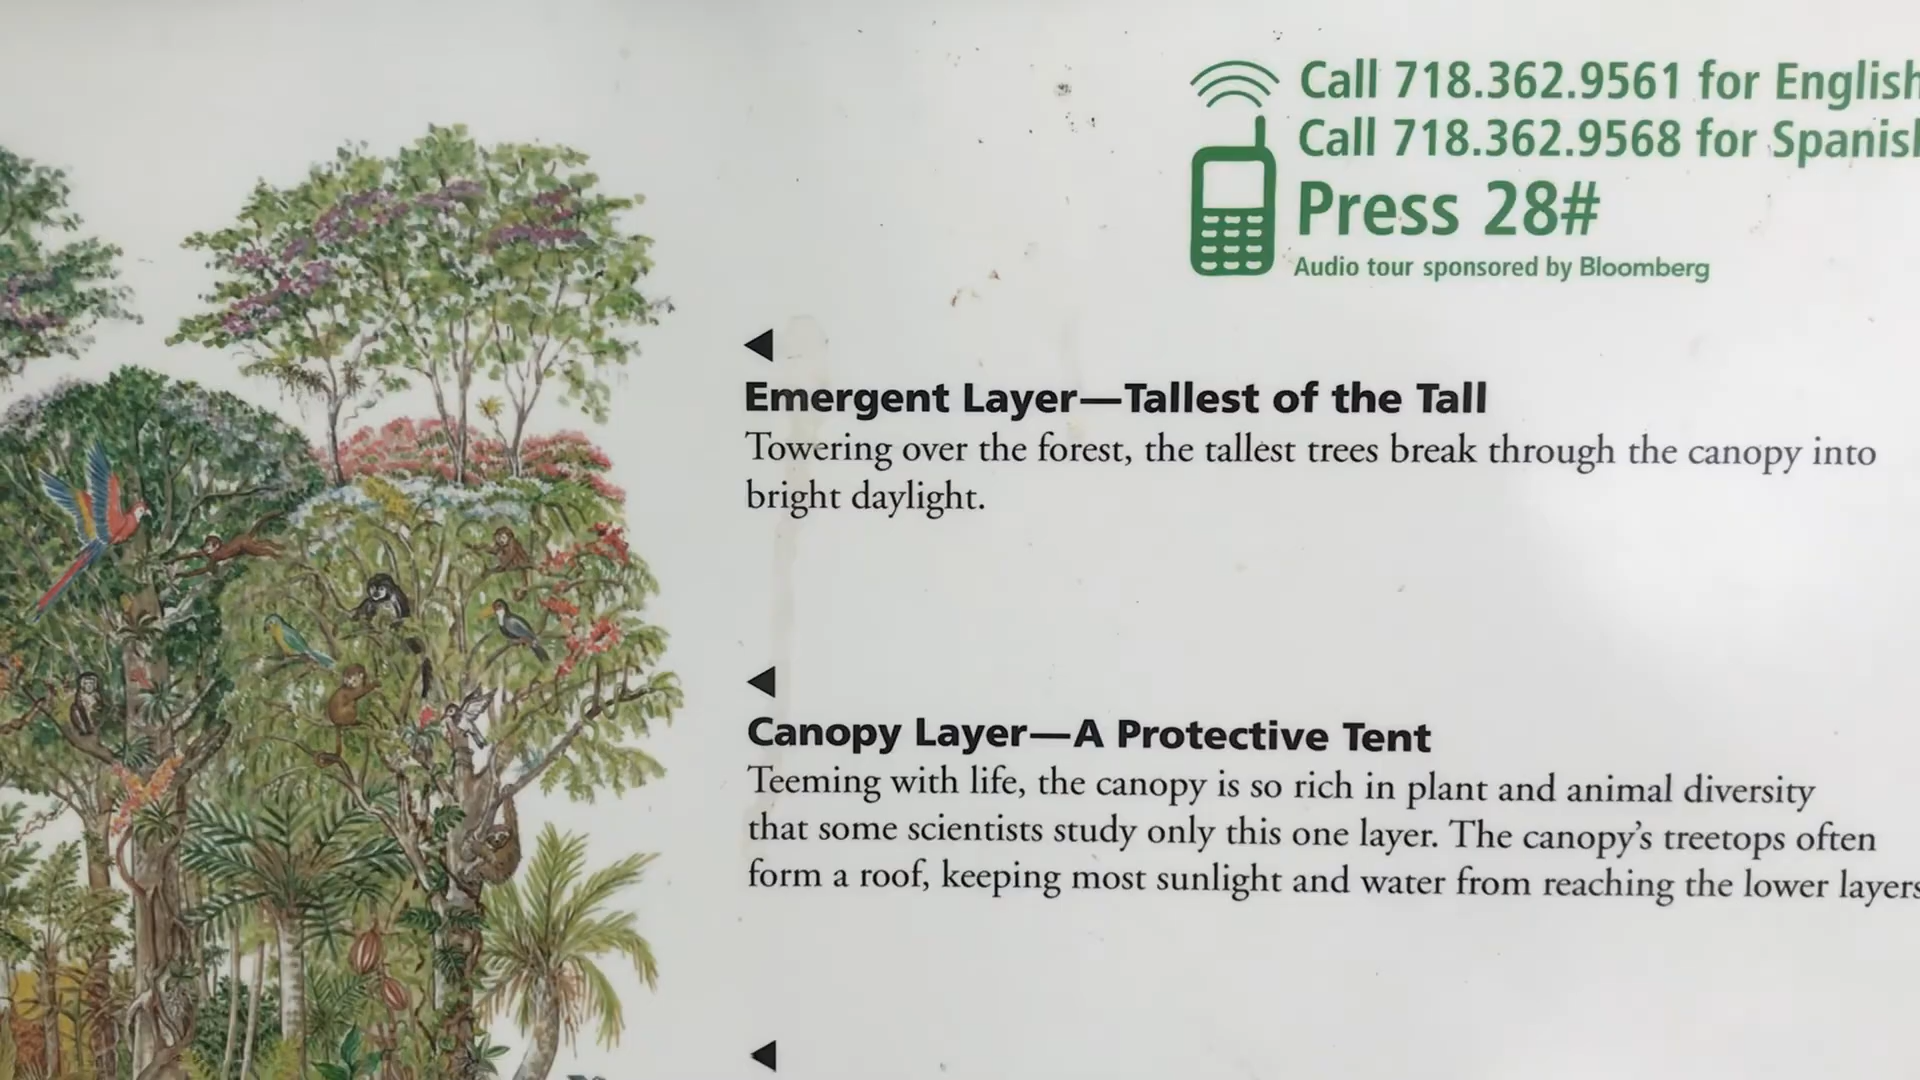 Call 718.362.9561 for English
Call 718.362.9568 for Spanish
Press 28#
Audio tour sponsored by Bloomberg
Emergent Layer—Tallest of the Tall
Towering over the forest, the tallest trees break through the canopy into
bright daylight.
Canopy Layer—A Protective Tent
Teeming with life, the canopy is so rich in plant and animal diversity
that some scientists study only this one layer. The canopy’s treetops often
form a roof, keeping most sunlight and water from reaching the lower layers